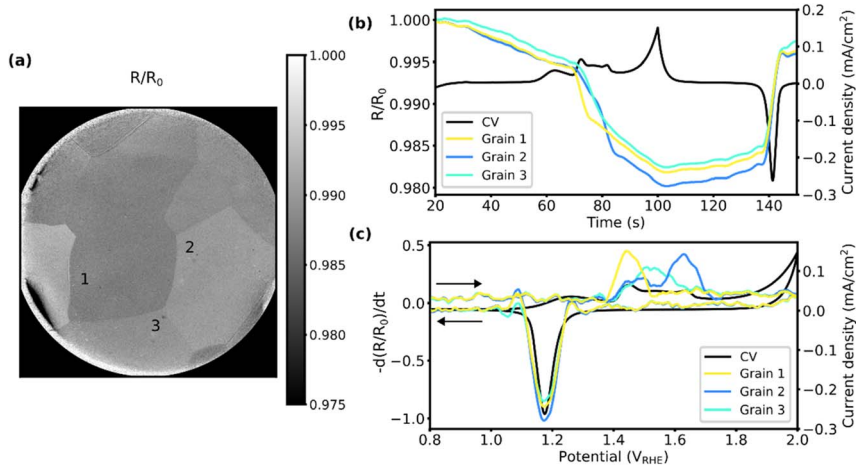 (a)
R/R0
1
2
3
1.000
0.995
0.990
0.985
0.980
0.975
(b)
1.000
0.995
0.990
0.985
0.980
R/R0
CV
Grain 1
Grain 2
Grain 3
0.2
0.1
0.0
−0.1
−0.2
−0.3
Current density (mA/cm²)
20 40 60 80 100 120 140
Time (s)
(c)
0.5
0.0
−0.5
−1.0
-d(R/R0)/dt
CV
Grain 1
Grain 2
Grain 3
0.1
0.0
−0.1
−0.2
−0.3
Current density (mA/cm²)
0.8 1.0 1.2 1.4 1.6 1.8 2.0
Potential (VRHE)